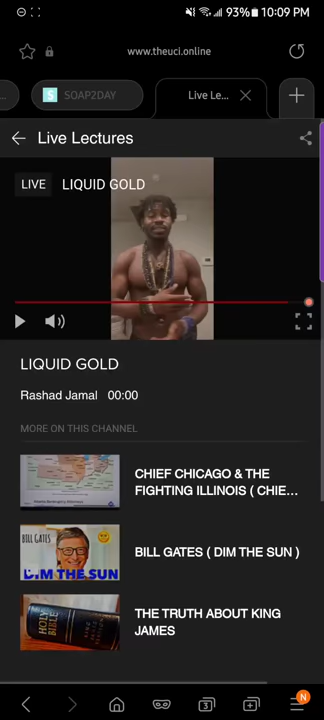 93% 10:09 PM
www.theuci.online
... S SOAP2DAY Live Le...
Live Lectures
LIVE LIQUID GOLD
LIQUID GOLD
Rashad Jamal 00:00
MORE ON THIS CHANNEL
CHIEF CHICAGO & THE
FIGHTING ILLINOIS ( CHIE...
BILL GATES
DIM THE SUN
BILL GATES ( DIM THE SUN )
HOLY
BIBLE
THE TRUTH ABOUT KING
JAMES
3
N